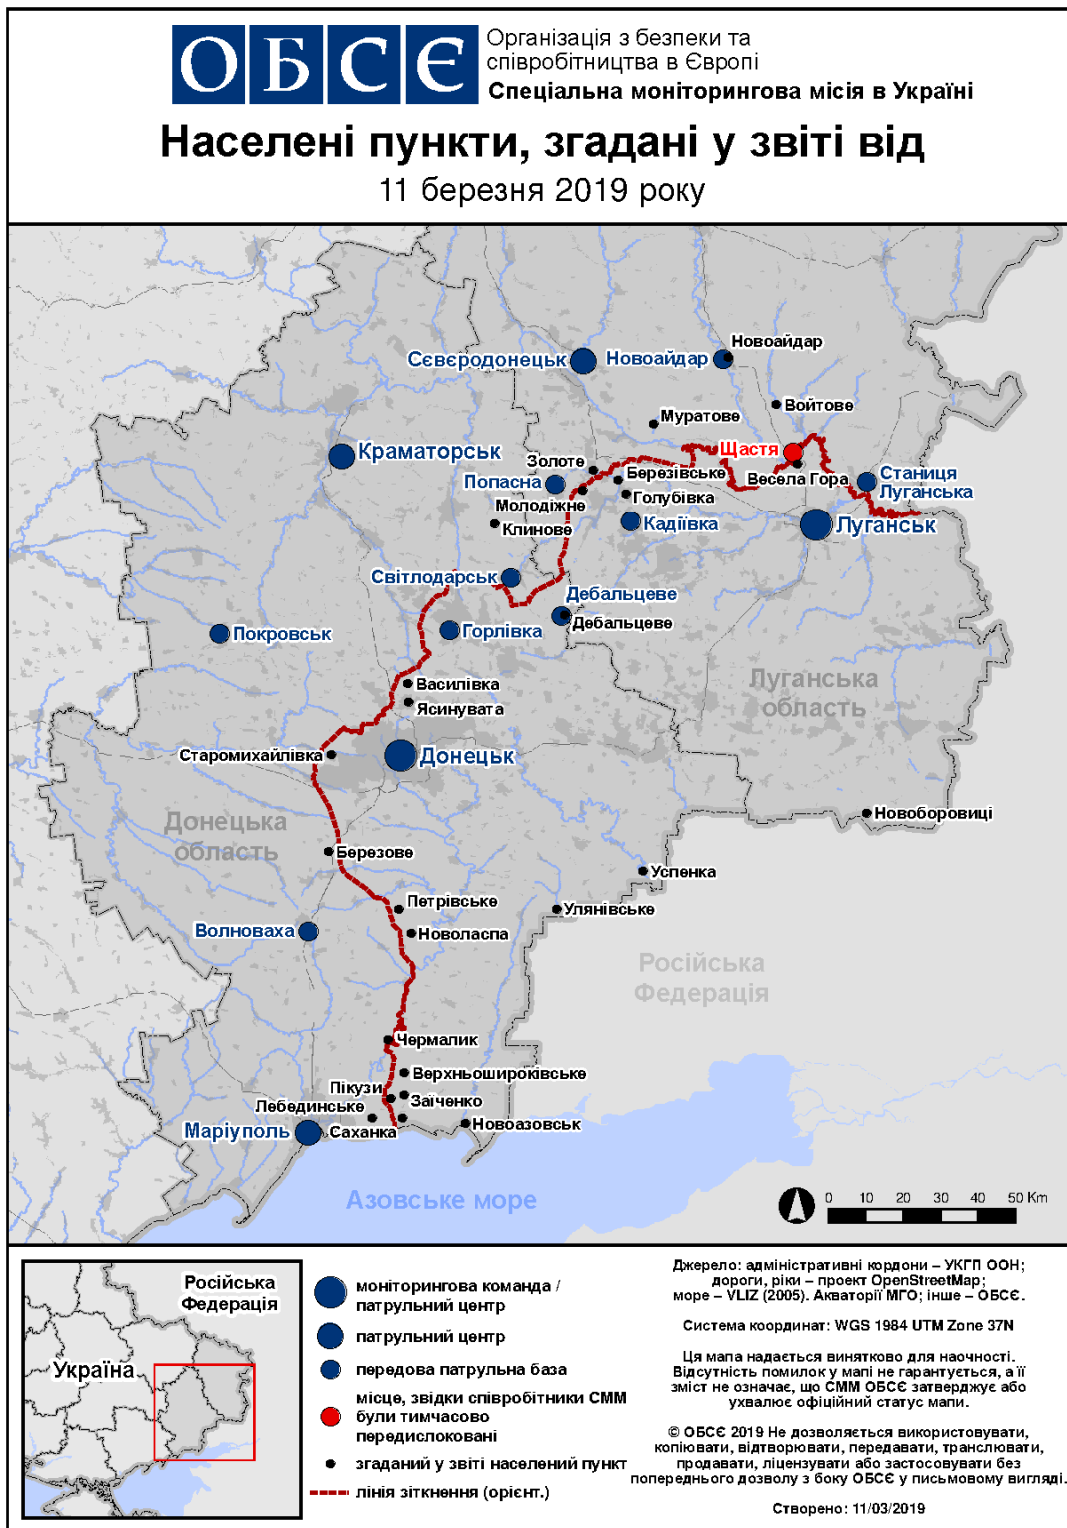 ОБСЄ
Організація з безпеки та
співробітництва в Європі
Спеціальна моніторингова місія в Україні
Населені пункти, згадані у звіті від
11 березня 2019 року
Новоайдар
Сєвєродонецьк
Новоайдар
Войтове
Муратове
Щастя
Краматорськ
Золоте
Березівське
Весела Гора
Станиця
Луганська
Попасна
Молодіжне
Голубівка
Клинове
Кадіївка
Луганськ
Світлодарськ
Дебальцеве
Дебальцеве
Покровськ
Горлівка
Василівка
Ясинувата
Луганська
область
Старомихайлівка
Донецьк
Новоборовиці
Донецька
область
Березове
Успенка
Петрівське
Улянівське
Волноваха
Новоласпа
Російська
Федерація
Чермалик
Верхньошироківське
Пікузи
Заїченко
Лебединське
Маріуполь
Саханка
Новоазовськ
Азовське море
0 10 20 30 40 50 Km
Російська
Федерація
Україна
моніторингова команда /
патрульний центр
патрульний центр
передова патрульна база
місце, звідки співробітники СММ
були тимчасово
передислоковані
згаданий у звіті населений пункт
лінія зіткнення (орієнт.)
Джерело: адміністративні кордони – УКГП ООН;
дороги, ріки – проект OpenStreetMap;
море – VLIZ (2005). Акваторії МГО; інше – ОБСЄ.
Система координат: WGS 1984 UTM Zone 37N
Ця мапа надається винятково для наочності.
Відсутність помилок у мапі не гарантується, а її
зміст не означає, що СММ ОБСЄ затверджує або
ухвалює офіційний статус мапи.
© ОБСЄ 2019 Не дозволяється використовувати,
копіювати, відтворювати, передавати, транслювати,
продавати, ліцензувати або застосовувати без
попереднього дозволу з боку ОБСЄ у письмовому вигляді.
Створено: 11/03/2019